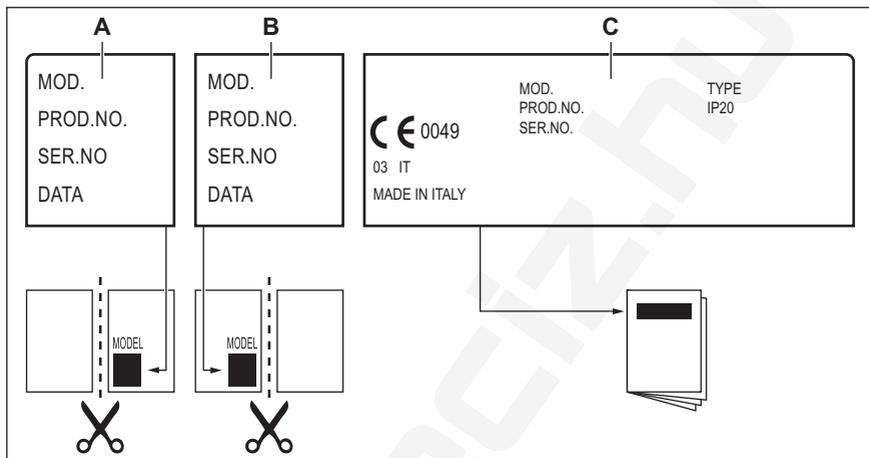 A
B
C
MOD.
PROD.NO.
SER.NO
DATA
MOD.
PROD.NO.
SER.NO
DATA
MOD.
PROD.NO.
SER.NO.
TYPE
IP20
CE 0049
03 IT
MADE IN ITALY
MODEL
MODEL